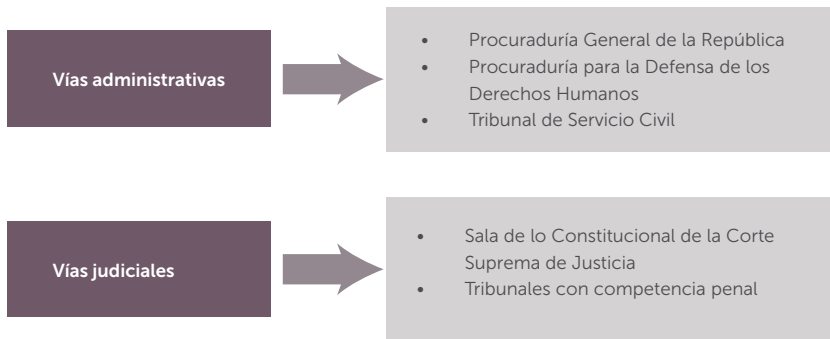 Vías administrativas
• Procuraduría General de la República
• Procuraduría para la Defensa de los
Derechos Humanos
• Tribunal de Servicio Civil
Vías judiciales
• Sala de lo Constitucional de la Corte
Suprema de Justicia
• Tribunales con competencia penal